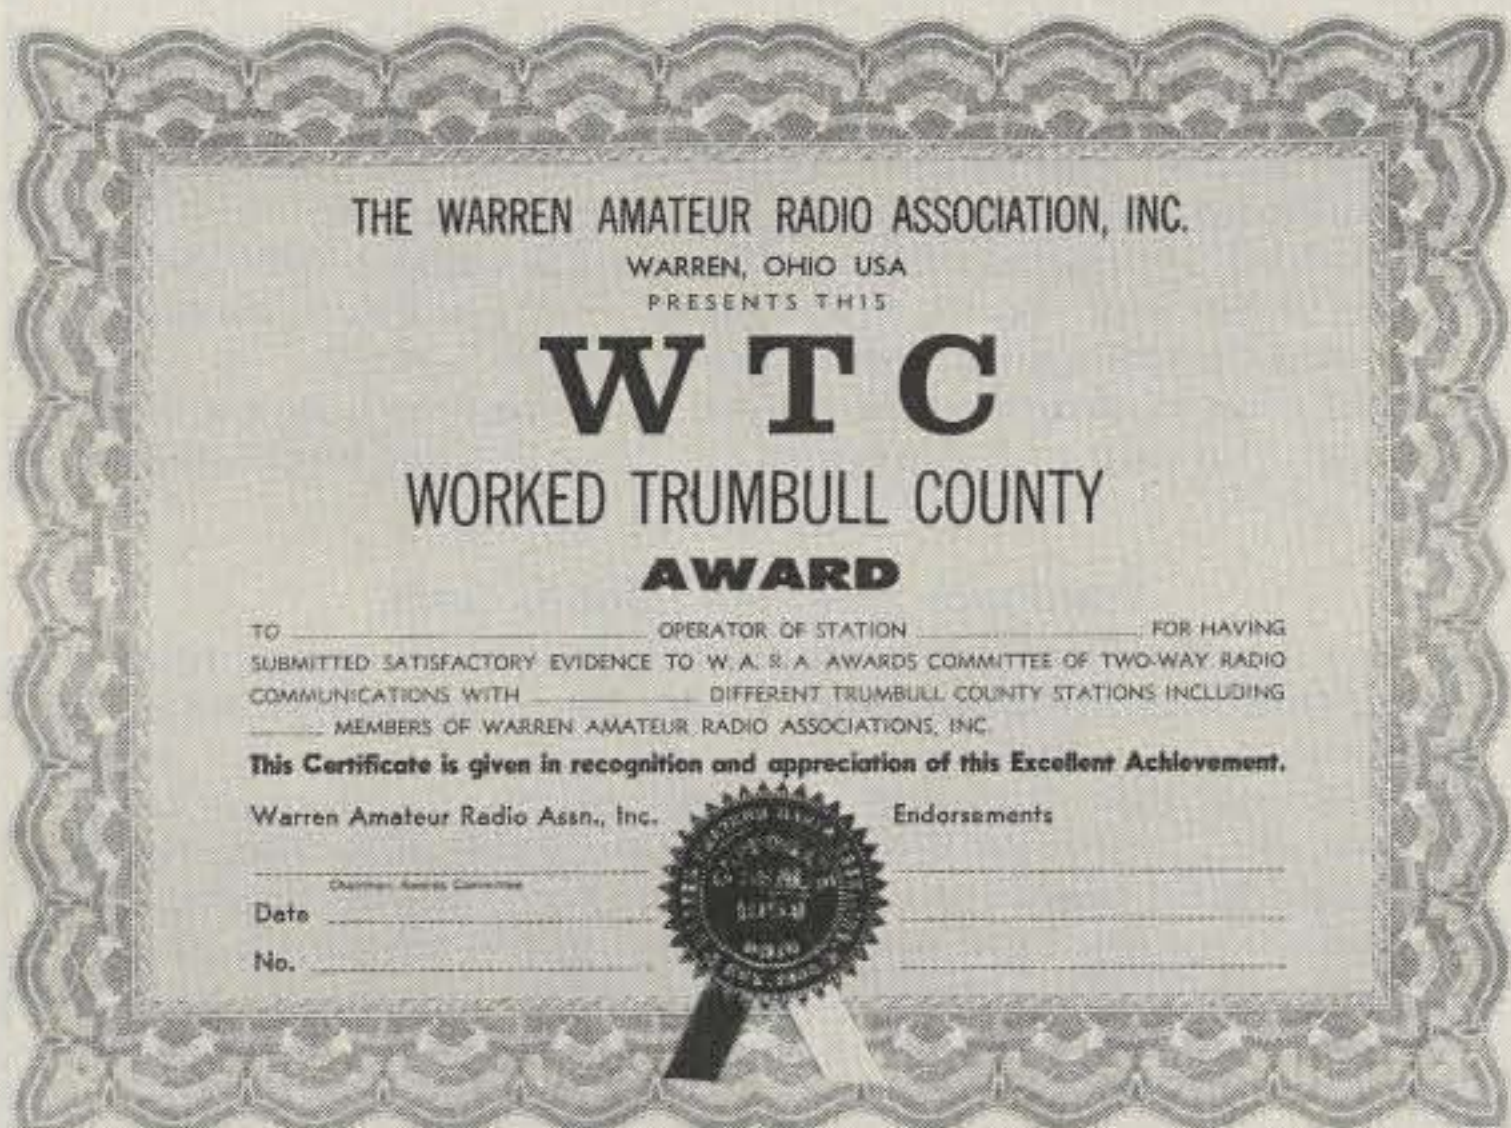 THE WARREN AMATEUR RADIO ASSOCIATION, INC.
WARREN, OHIO USA
PRESENTS THIS
WTC
WORKED TRUMBULL COUNTY
AWARD
TO OPERATOR OF STATION FOR HAVING
SUBMITTED SATISFACTORY EVIDENCE TO W. A. R. A. AWARDS COMMITTEE OF TWO-WAY RADIO
COMMUNICATIONS WITH DIFFERENT TRUMBULL COUNTY STATIONS INCLUDING
MEMBERS OF WARREN AMATEUR RADIO ASSOCIATIONS, INC.
This Certificate is given in recognition and appreciation of this Excellent Achievement.
Warren Amateur Radio Assn., Inc. Endorsements
Chairman Awards Committee
Date
No.